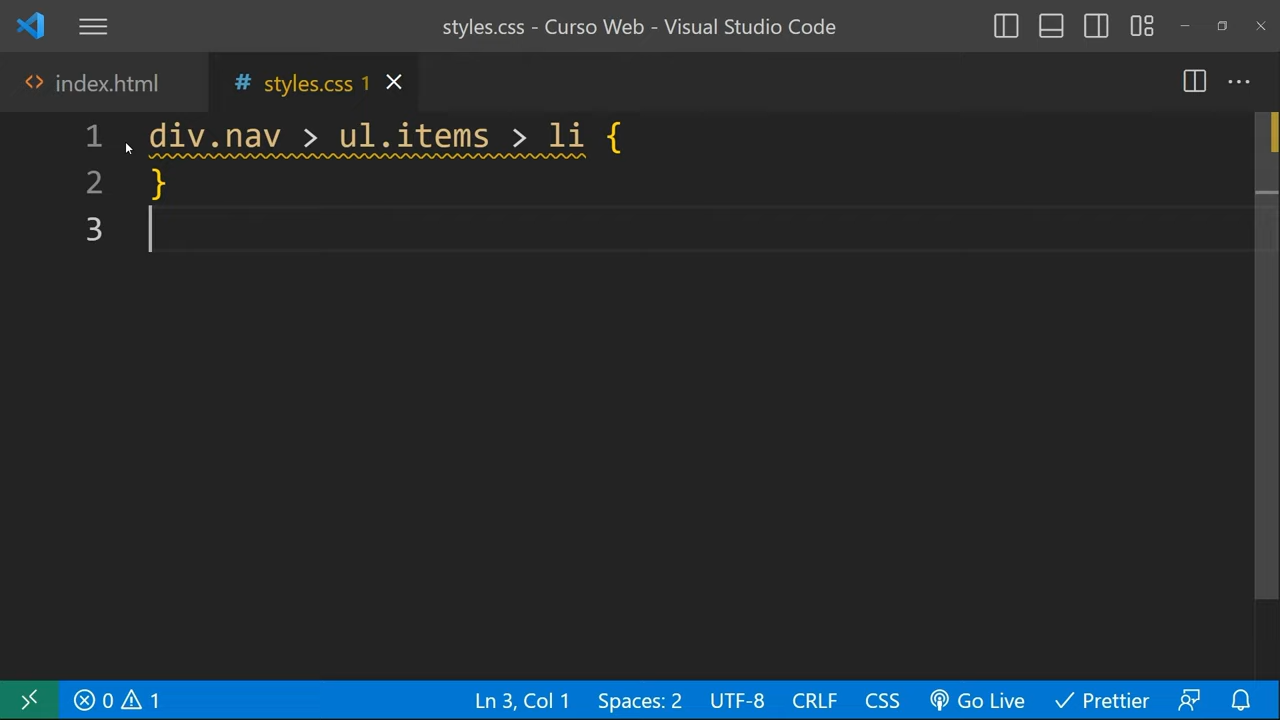 styles.css - Curso Web - Visual Studio Code
index.html
styles.css 1
1 div.nav > ul.items > li {
2 }
3
0 1 Ln 3, Col 1 Spaces: 2 UTF-8 CRLF CSS Go Live Prettier